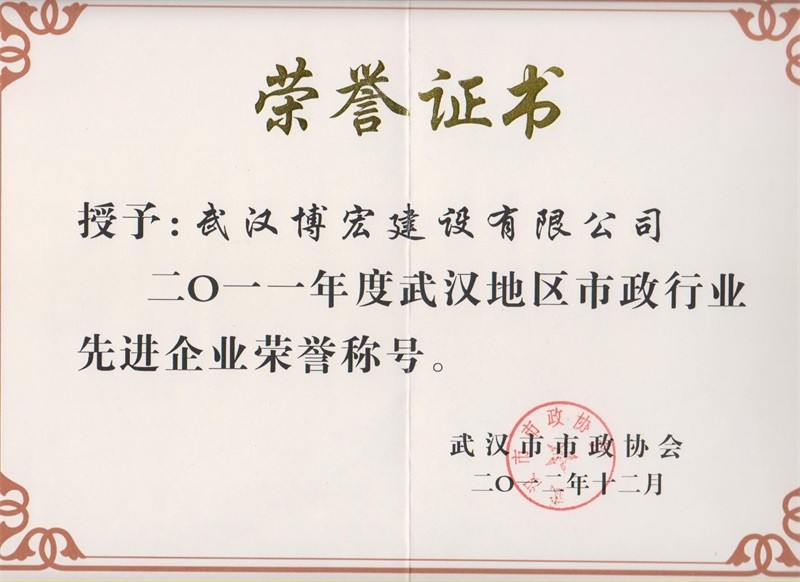 荣誉证书
授予：武汉博宏建设有限公司
二〇一一年度武汉地区市政行业
先进企业荣誉称号。
武汉市市政协会
二〇一二年十二月